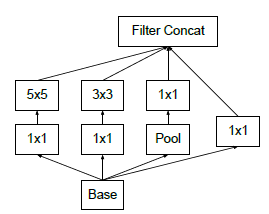 Filter Concat
5x5 3x3 1x1
1x1 1x1 Pool 1x1
Base